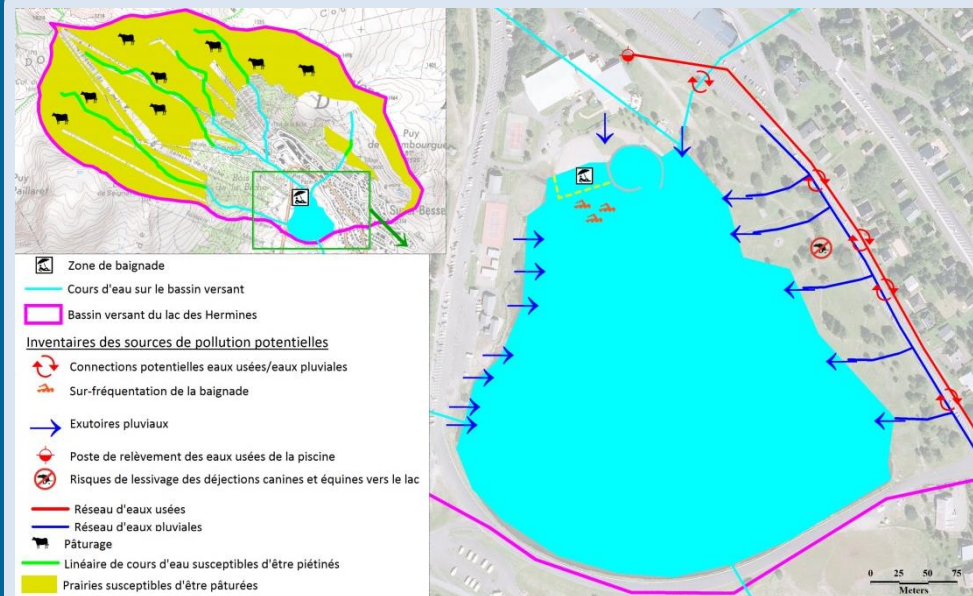 D
Puy
de
Super-Besse
Zone de baignade
Cours d'eau sur le bassin versant
Bassin versant du lac des Hermines
Inventaires des sources de pollution potentielles
Connections potentielles eaux usées/eaux pluviales
Sur-fréquentation de la baignade
Exutoires pluviaux
Poste de relèvement des eaux usées de la piscine
Risques de lessivage des déjections canines et équines vers le lac
Réseau d'eaux usées
Réseau d'eaux pluviales
Pâturage
Linéaire de cours d'eau susceptibles d'être piétinés
Prairies susceptibles d'être pâturées
0 25 50 75
Meters